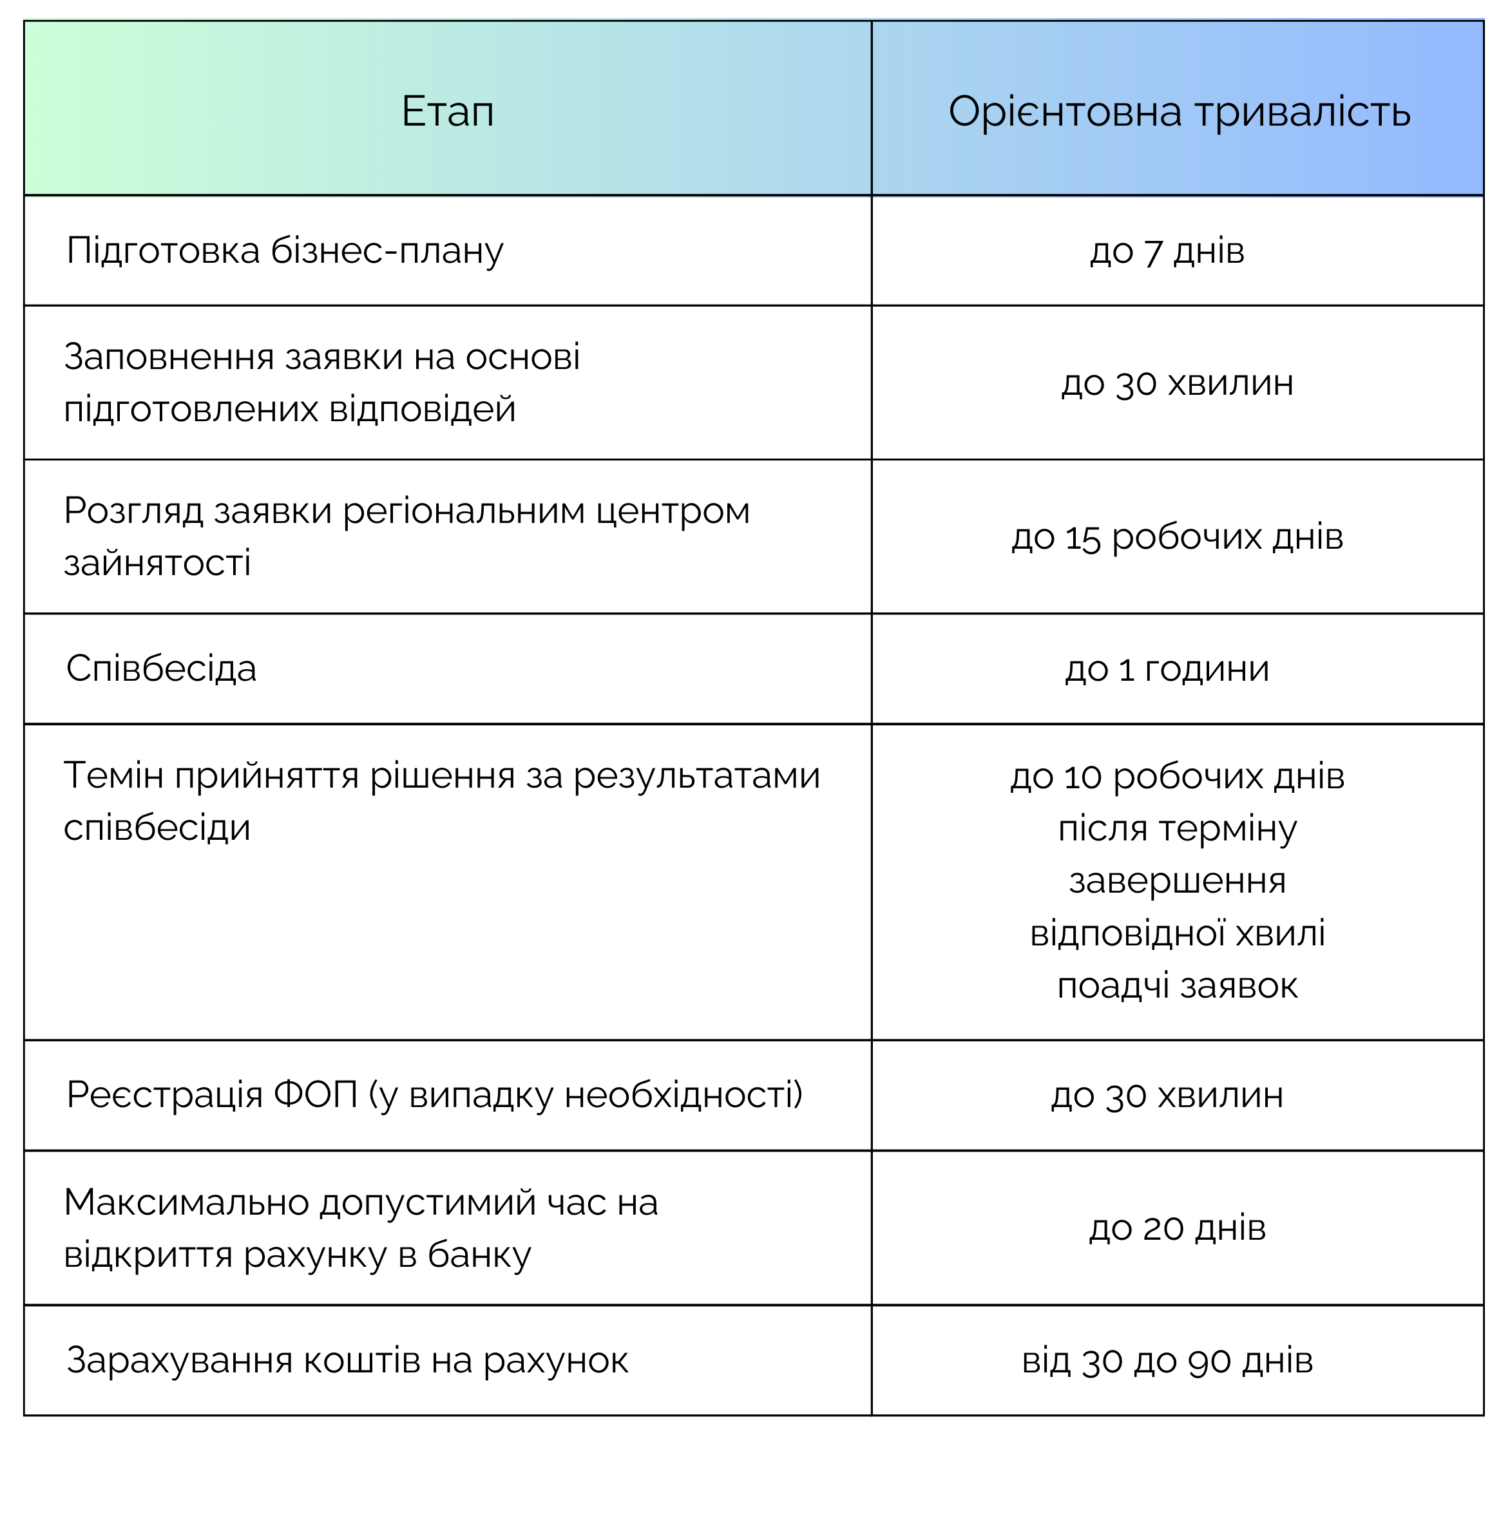 Етап
Орієнтовна тривалість
Підготовка бізнес-плану
до 7 днів
Заповнення заявки на основі
підготовлених відповідей
до 30 хвилин
Розгляд заявки регіональним центром
зайнятості
до 15 робочих днів
Співбесіда
до 1 години
Темін прийняття рішення за результатами
співбесіди
до 10 робочих днів
після терміну
завершення
відповідної хвилі
поадчі заявок
Реєстрація ФОП (у випадку необхідності)
до 30 хвилин
Максимально допустимий час на
відкриття рахунку в банку
до 20 днів
Зарахування коштів на рахунок
від 30 до 90 днів